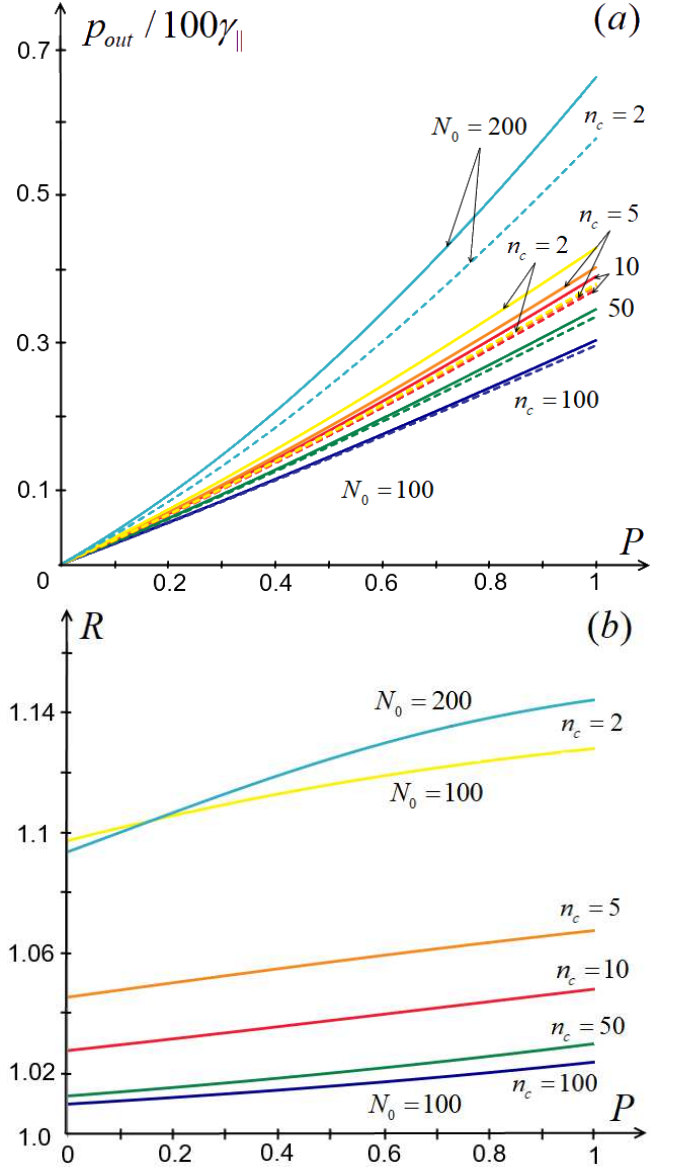 p_out / 100γ_∥ (a)
0.7
N_0 = 200
n_c = 2
0.5
n_c = 5
n_c = 2
10
50
0.3
n_c = 100
0.1
N_0 = 100
P
0 0.2 0.4 0.6 0.8 1
R (b)
N_0 = 200
1.14
n_c = 2
N_0 = 100
1.1
n_c = 5
1.06
n_c = 10
n_c = 50
1.02
n_c = 100
N_0 = 100 P
1.0
0 0.2 0.4 0.6 0.8 1